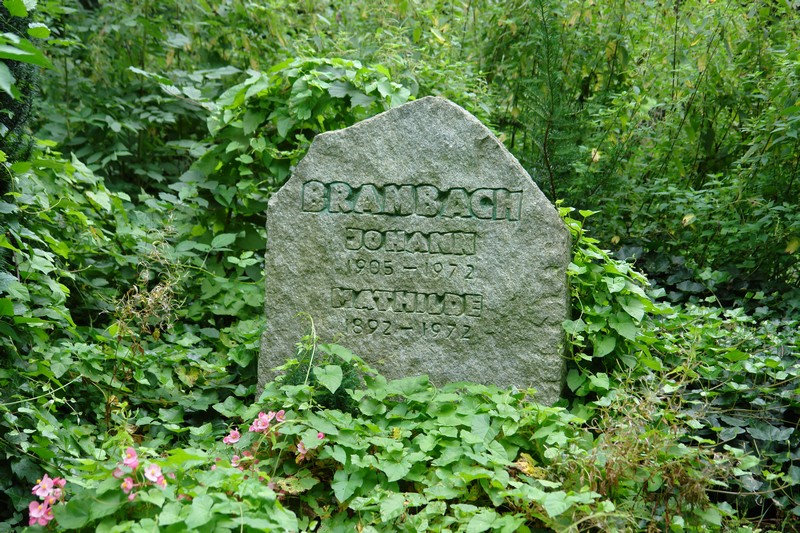 BRAMBACH
JOHANN
1905 – 1972
MATHILDE
1892 – 1972